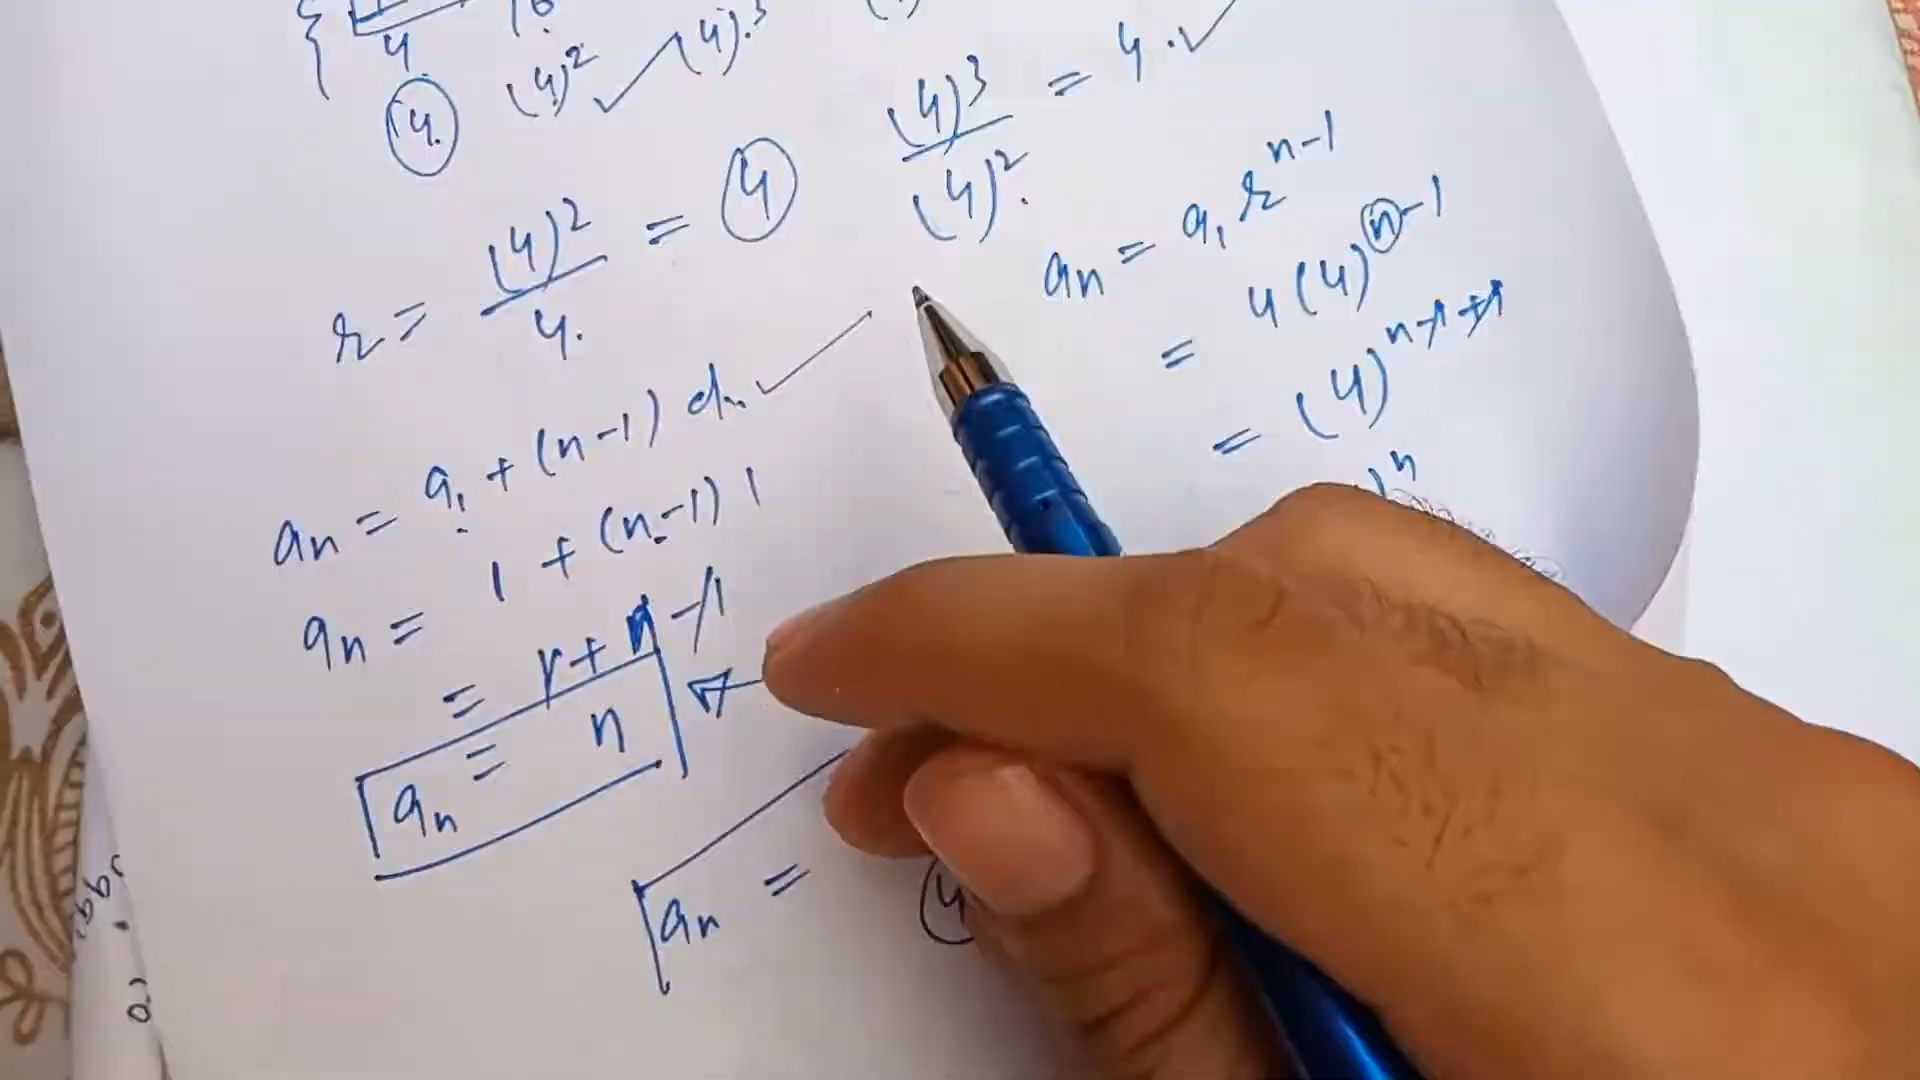 4 16
4. (4)² (4)³
r = (4)²/4. = 4
(4)³/(4)². = 4.
an = a₁ + (n-1) d.
an = 1 + (n-1) 1
= 1 + n - 1
an = n
an = a₁ r^(n-1)
= 4 (4)^(n-1)
= (4)^(n-1+1)
)^n
an = (4